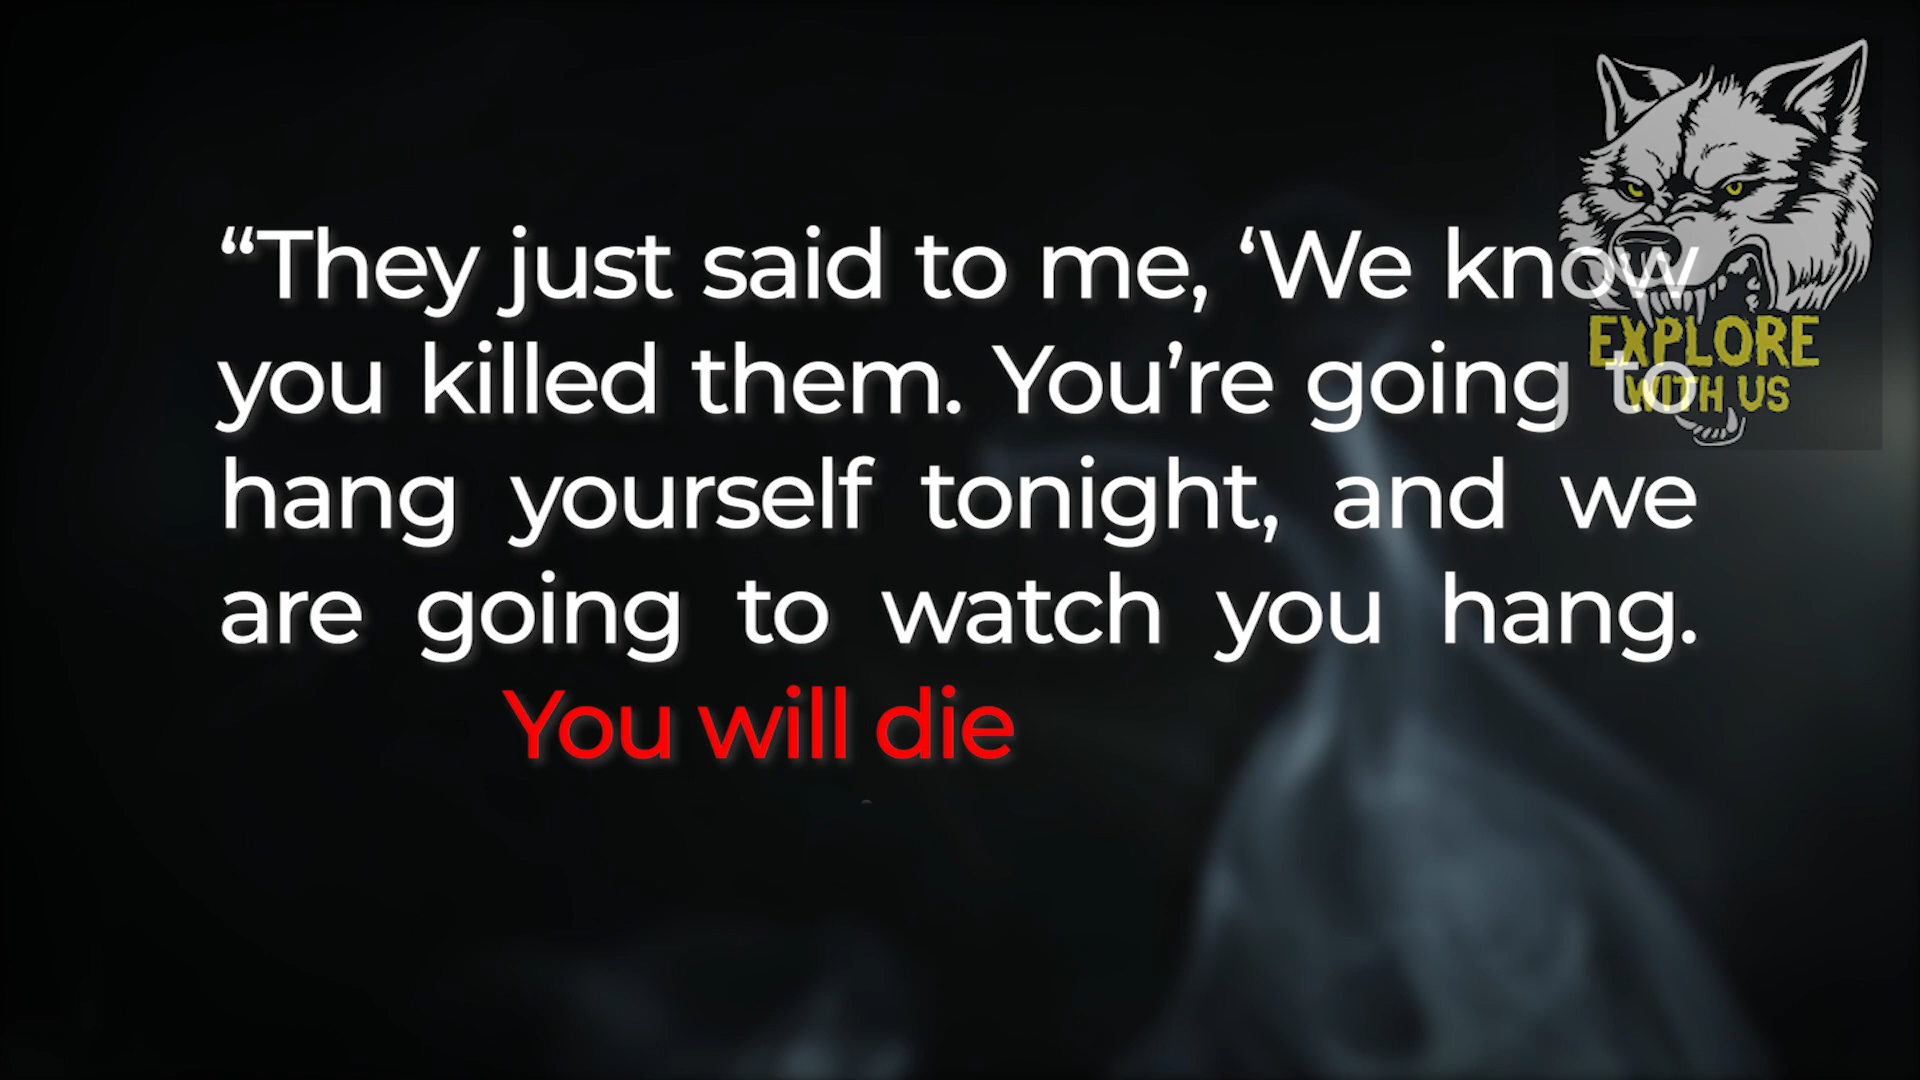 “They just said to me, ‘We know
you killed them. You’re going to
hang yourself tonight, and we
are going to watch you hang.
You will die
EXPLORE
WITH US